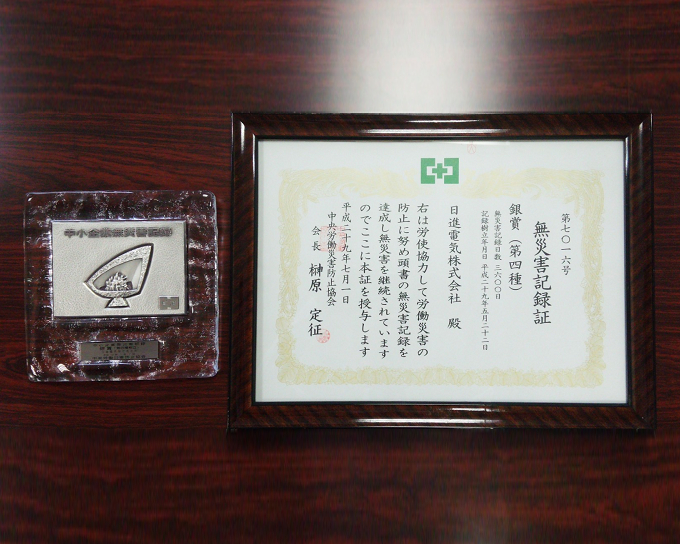 第七〇一六号
無災害記録証
銀賞（第四種）
無災害記録日数 三六〇〇日
記録樹立年月日 平成二十九年五月二十二日
日進電気株式会社 殿
右は労使協力して労働災害の
防止に努め頭書の無災害記録を
達成し無災害を継続されています
のでここに本証を授与します
平成二十九年七月一日
中央労働災害防止協会
会長 榊原 定征
中小企業無災害記録